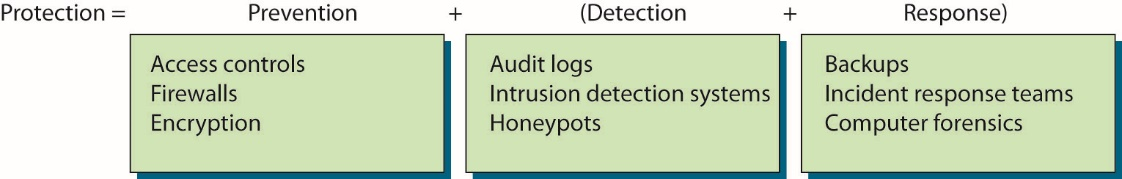 Protection = Prevention + (Detection + Response)
Access controls
Firewalls
Encryption
Audit logs
Intrusion detection systems
Honeypots
Backups
Incident response teams
Computer forensics